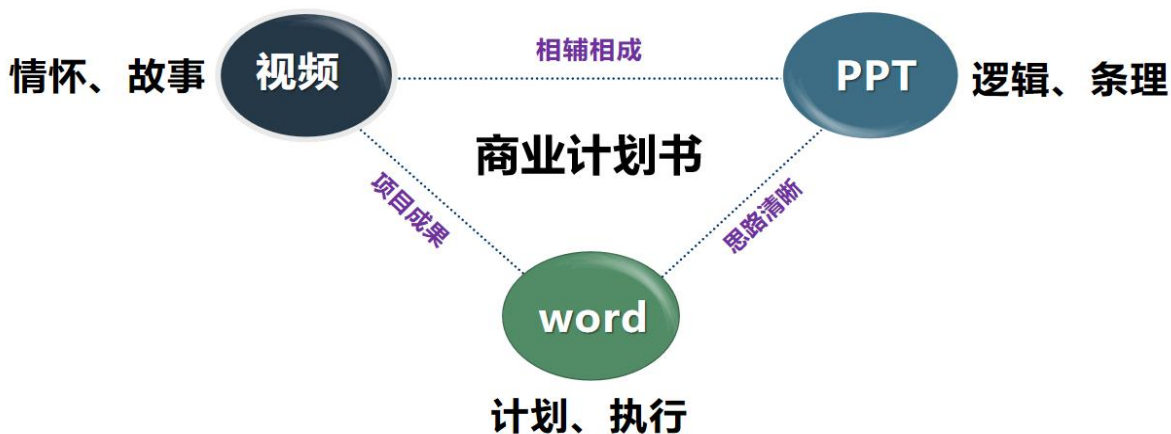 视频
相辅相成
PPT
情怀、故事
逻辑、条理
商业计划书
项目成果
思路清晰
word
计划、执行